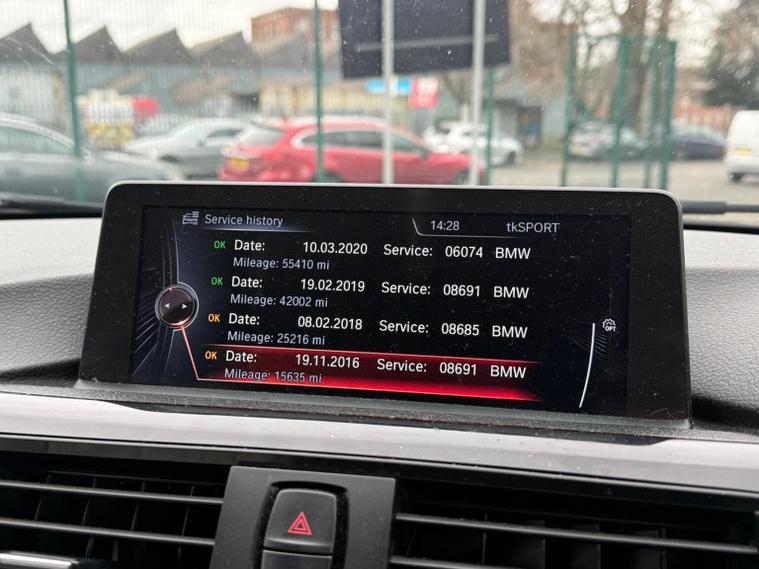 Service history 14:28 tkSPORT
OK Date: 10.03.2020 Service: 06074 BMW
Mileage: 55410 mi
OK Date: 19.02.2019 Service: 08691 BMW
Mileage: 42002 mi
OK Date: 08.02.2018 Service: 08685 BMW
Mileage: 25216 mi
OPT
OK Date: 19.11.2016 Service: 08691 BMW
Mileage: 15635 mi